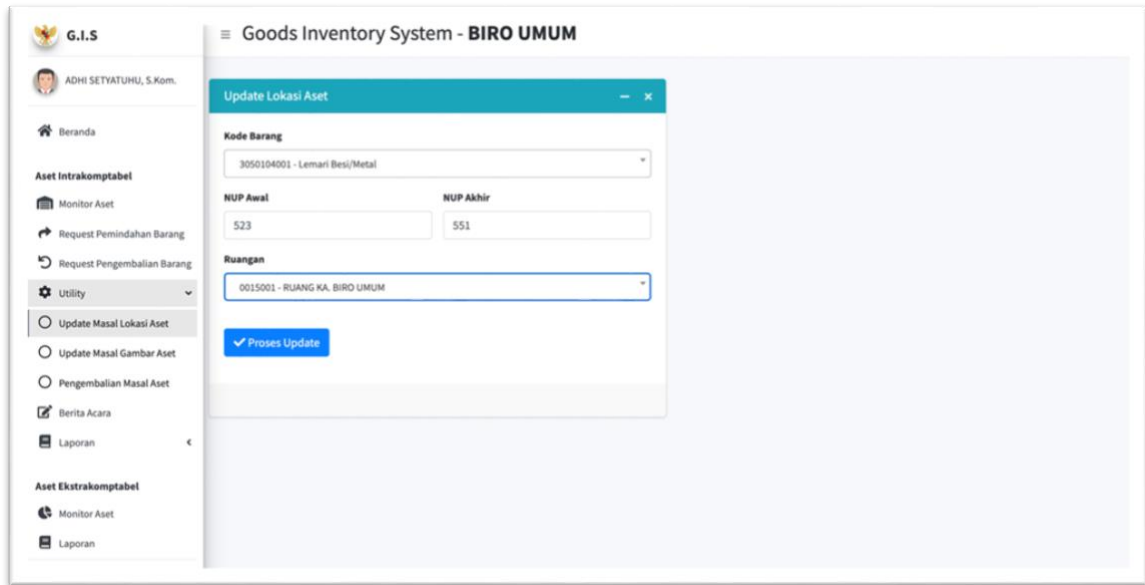 G.I.S
ADHI SETYATUHU, S.Kom.
Beranda
Aset Intrakomptabel
Monitor Aset
Request Pemindahan Barang
Request Pengembalian Barang
Utility
Update Masal Lokasi Aset
Update Masal Gambar Aset
Pengembalian Masal Aset
Berita Acara
Laporan
Aset Ekstrakomptabel
Monitor Aset
Laporan
Goods Inventory System - BIRO UMUM
Update Lokasi Aset
Kode Barang
3050104001 - Lemari Besi/Metal
NUP Awal NUP Akhir
523 551
Ruangan
0015001 - RUANG KA. BIRO UMUM
Proses Update